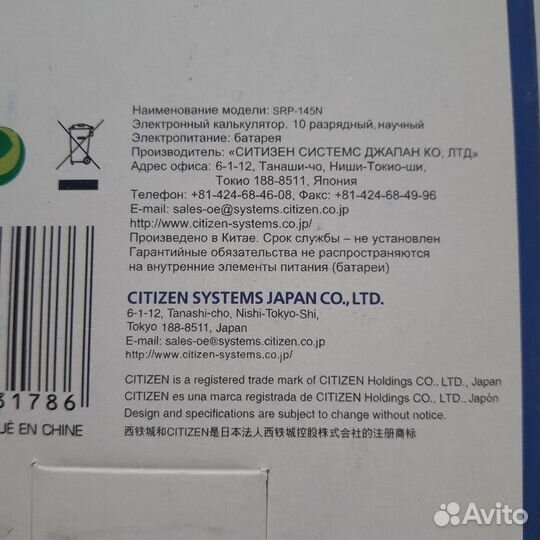 Наименование модели: SRP-145N
Электронный калькулятор. 10 разрядный, научный
Электропитание: батарея
Производитель: «СИТИЗЕН СИСТЕМС ДЖАПАН КО, ЛТД»
Адрес офиса: 6-1-12, Танаши-чо, Ниши-Токио-ши,
Токио 188-8511, Япония
Телефон: +81-424-68-46-08, Факс: +81-424-68-49-96
E-mail: sales-oe@systems.citizen.co.jp
http://www.citizen-systems.co.jp/
Произведено в Китае. Срок службы – не установлен
Гарантийные обязательства не распространяются
на внутренние элементы питания (батареи)
CITIZEN SYSTEMS JAPAN CO., LTD.
6-1-12, Tanashi-cho, Nishi-Tokyo-Shi,
Tokyo 188-8511, Japan
E-mail: sales-oe@systems.citizen.co.jp
http://www.citizen-systems.co.jp/
CITIZEN is a registered trade mark of CITIZEN Holdings CO., LTD., Japan
CITIZEN es una marca registrada de CITIZEN Holdings CO., LTD., Japón
Design and specifications are subject to change without notice.
西铁城和CITIZEN是日本法人西铁城控股株式会社的注册商标
31786
UÉ EN CHINE
Avito